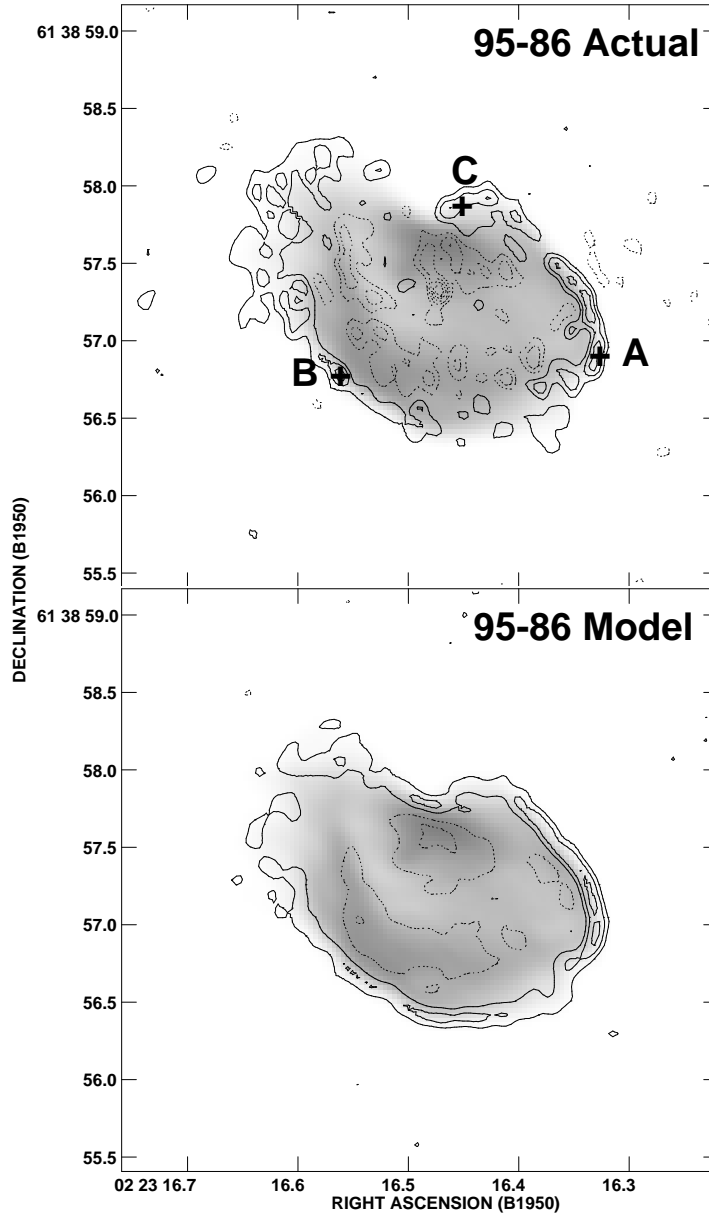 95-86 Actual
61 38 59.0
58.5
58.0
57.5
57.0
56.5
56.0
55.5
C
A
B
DECLINATION (B1950)
95-86 Model
61 38 59.0
58.5
58.0
57.5
57.0
56.5
56.0
55.5
02 23 16.7
16.6
16.5
16.4
16.3
RIGHT ASCENSION (B1950)